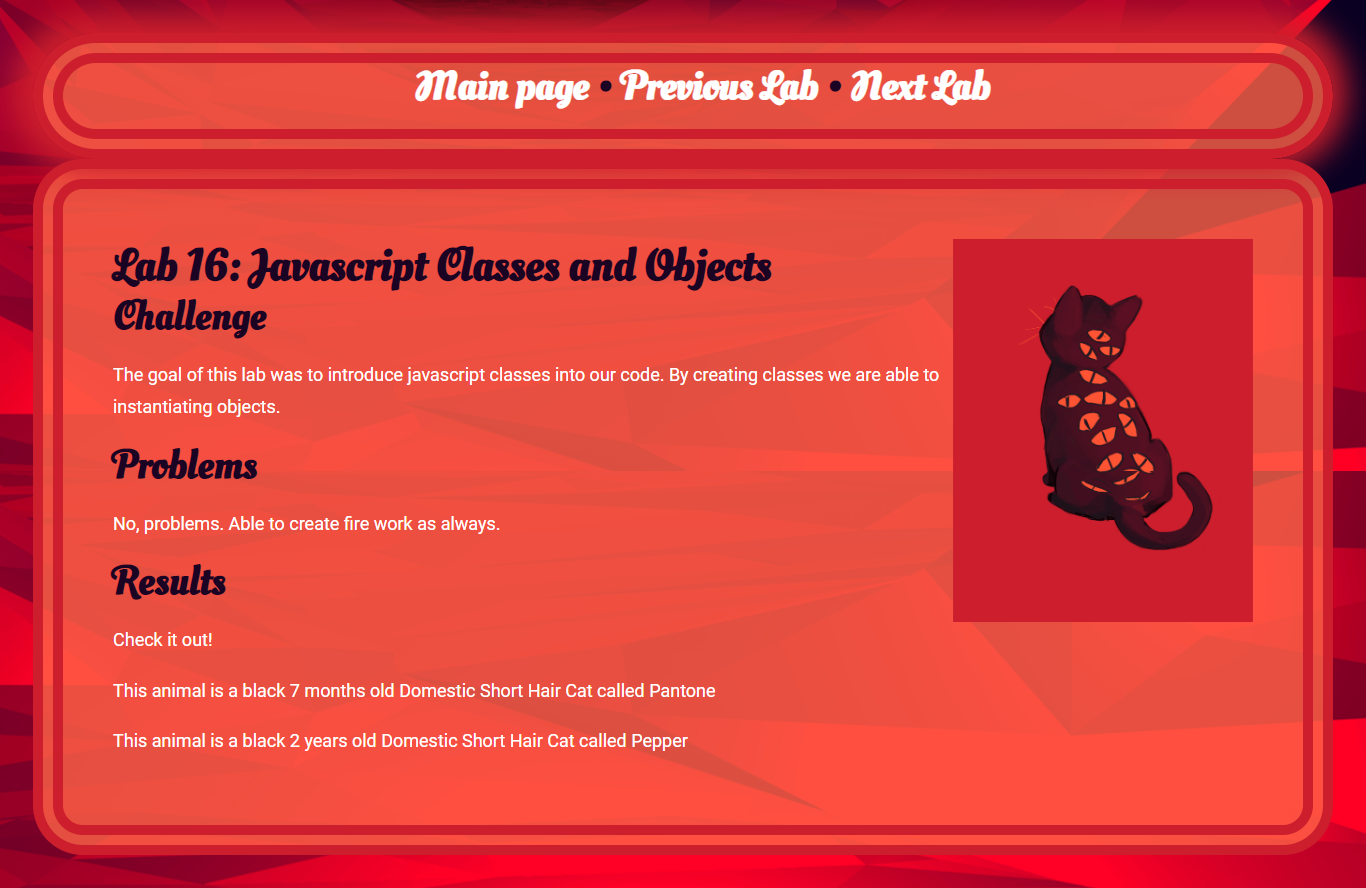 Main page • Previous Lab • Next Lab
Lab 16: Javascript Classes and Objects
Challenge
The goal of this lab was to introduce javascript classes into our code. By creating classes we are able to
instantiating objects.
Problems
No, problems. Able to create fire work as always.
Results
Check it out!
This animal is a black 7 months old Domestic Short Hair Cat called Pantone
This animal is a black 2 years old Domestic Short Hair Cat called Pepper